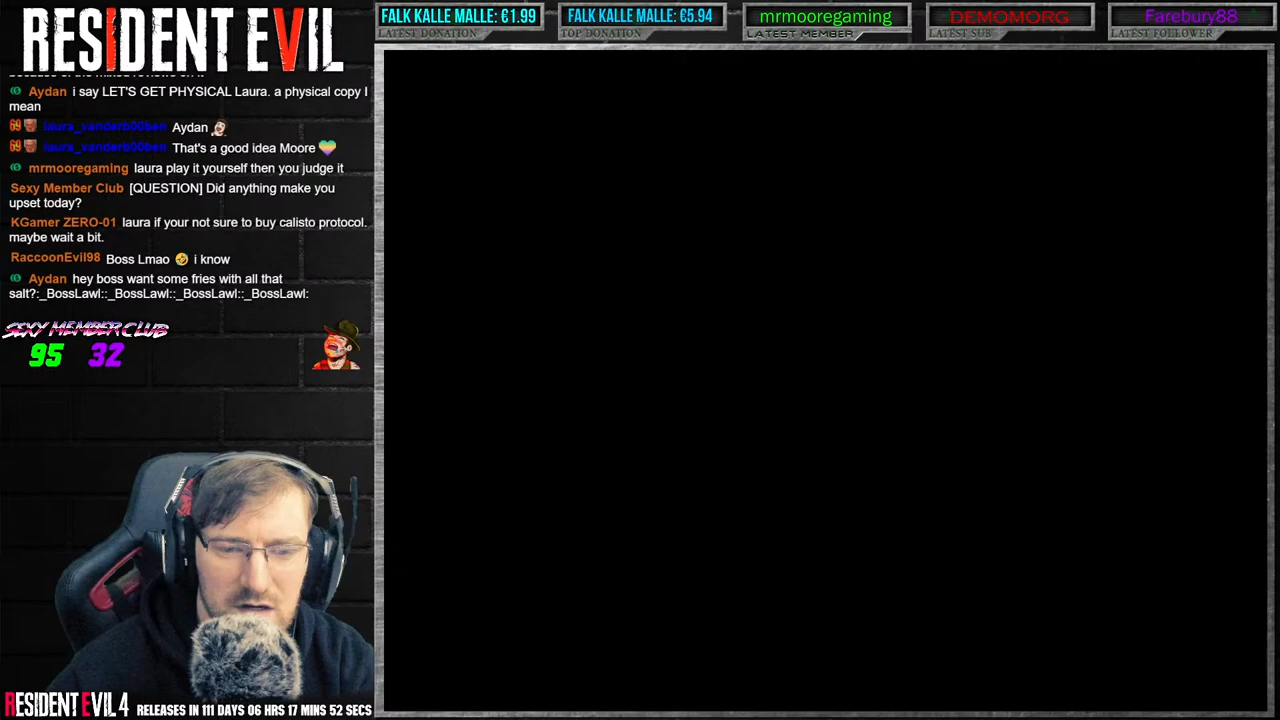 RESIDENT EVIL
FALK KALLE MALLE: €1.99
LATEST DONATION
FALK KALLE MALLE: €5.94
TOP DONATION
mrmooregaming
LATEST MEMBER
DEMOMORG
LATEST SUB
Farebury88
LATEST FOLLOWER
Aydan i say LET'S GET PHYSICAL Laura. a physical copy I
mean
laura_vanderb00ben Aydan
laura_vanderb00ben That's a good idea Moore
mrmooregaming laura play it yourself then you judge it
Sexy Member Club [QUESTION] Did anything make you
upset today?
KGamer ZERO-01 laura if your not sure to buy calisto protocol.
maybe wait a bit.
RaccoonEvil98 Boss Lmao 🤣 i know
Aydan hey boss want some fries with all that
salt?:_BossLawl::_BossLawl::_BossLawl::_BossLawl:
SEXY MEMBER CLUB
95 32
RESIDENT EVIL 4 RELEASES IN 111 DAYS 06 HRS 17 MINS 52 SECS